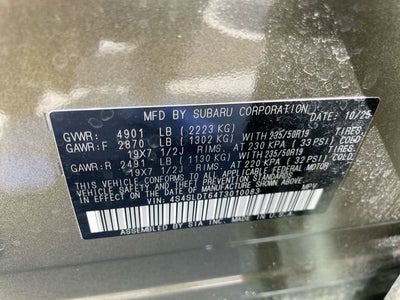 MFD BY SUBARU CORPORATION DATE: 10/25
GVWR: 4901 LB (2223 KG)
GAWR:F 2870 LB (1302 KG) WITH 235/50R19 TIRES,
19X7 1/2J RIMS, AT 230 KPA (33 PSI) COLD.
GAWR:R 2491 LB (1130 KG) WITH 235/50R19 TIRES,
19X7 1/2J RIMS, AT 220 KPA (32 PSI) COLD.
THIS VEHICLE CONFORMS TO ALL APPLICABLE FEDERAL MOTOR
VEHICLE SAFETY AND THEFT PREVENTION STANDARDS
IN EFFECT ON THE DATE OF MANUFACTURE SHOWN ABOVE.
VIN: 4S4SLDT64T3010063 MPV
ASSEMBLED BY SIA INC. IN U.S.A.